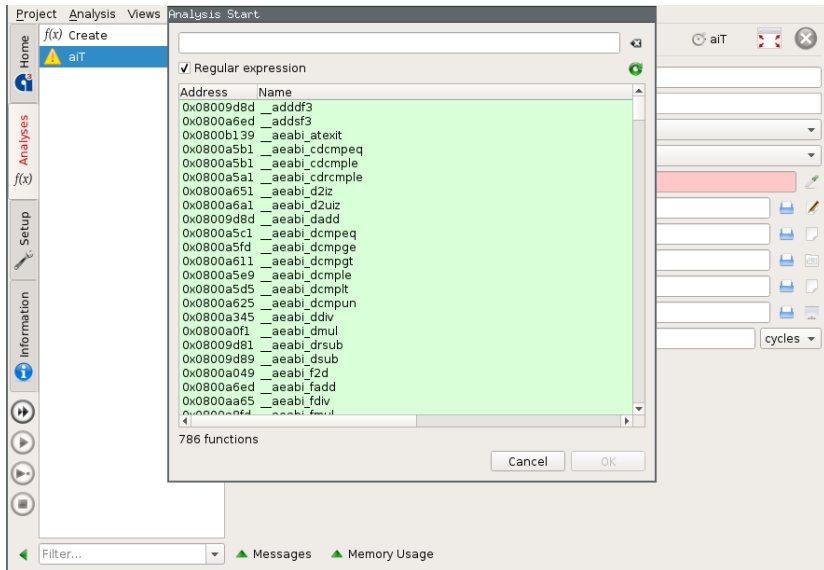 Project Analysis Views
Analysis Start
Home
Analyses
f(x)
Setup
Information
f(x) Create
aiT
aiT
Regular expression
Address Name
0x08009d8d __adddf3
0x0800a6ed __addsf3
0x0800b139 __aeabi_atexit
0x0800a5b1 __aeabi_cdcmpeq
0x0800a5b1 __aeabi_cdcmple
0x0800a5a1 __aeabi_cdrcmple
0x0800a651 __aeabi_d2iz
0x0800a6a1 __aeabi_d2uiz
0x08009d8d __aeabi_dadd
0x0800a5c1 __aeabi_dcmpeq
0x0800a5fd __aeabi_dcmpge
0x0800a611 __aeabi_dcmpgt
0x0800a5e9 __aeabi_dcmple
0x0800a5d5 __aeabi_dcmplt
0x0800a625 __aeabi_dcmpun
0x0800a345 __aeabi_ddiv
0x0800a0f1 __aeabi_dmul
0x08009d81 __aeabi_drsub
0x08009d89 __aeabi_dsub
0x0800a049 __aeabi_f2d
0x0800a6ed __aeabi_fadd
0x0800aa65 __aeabi_fdiv
0x0800a8fd __aeabi_fmul
786 functions
Cancel OK
cycles
Filter...
Messages Memory Usage